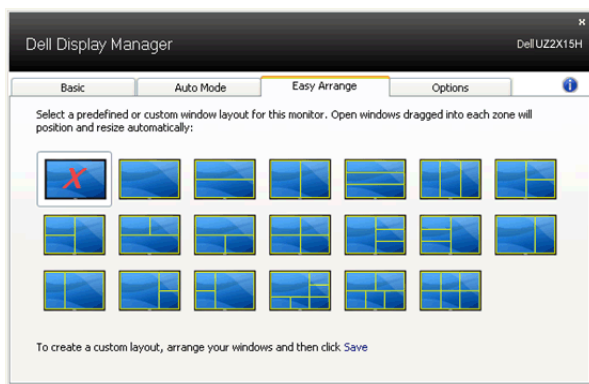 Dell Display Manager
Dell UZ2X15H
Basic
Auto Mode
Easy Arrange
Options
Select a predefined or custom window layout for this monitor. Open windows dragged into each zone will
position and resize automatically:
To create a custom layout, arrange your windows and then click Save